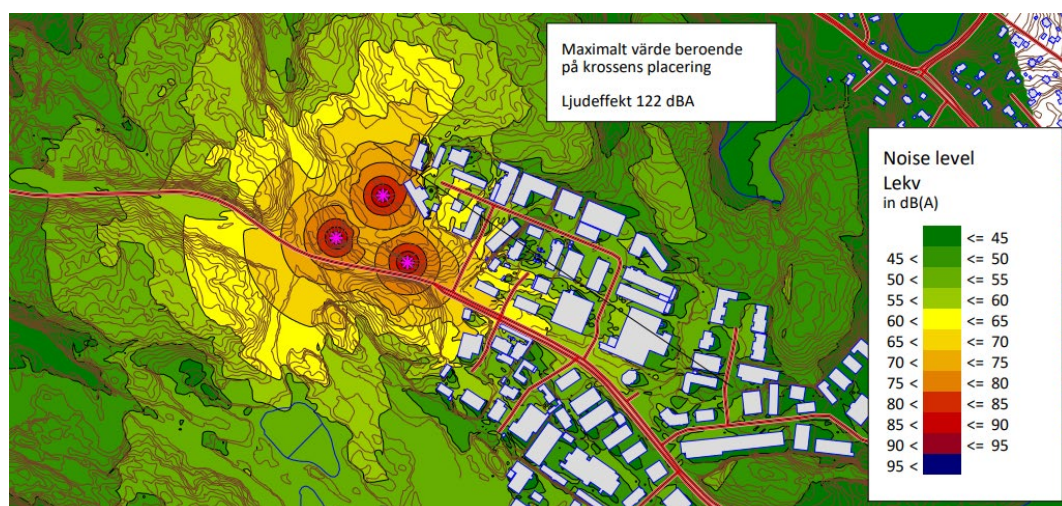 Maximalt värde beroende
på krossens placering
Ljudeffekt 122 dBA
Noise level
Lekv
in dB(A)
<= 45
45 < <= 50
50 < <= 55
55 < <= 60
60 < <= 65
65 < <= 70
70 < <= 75
75 < <= 80
80 < <= 85
85 < <= 90
90 < <= 95
95 <